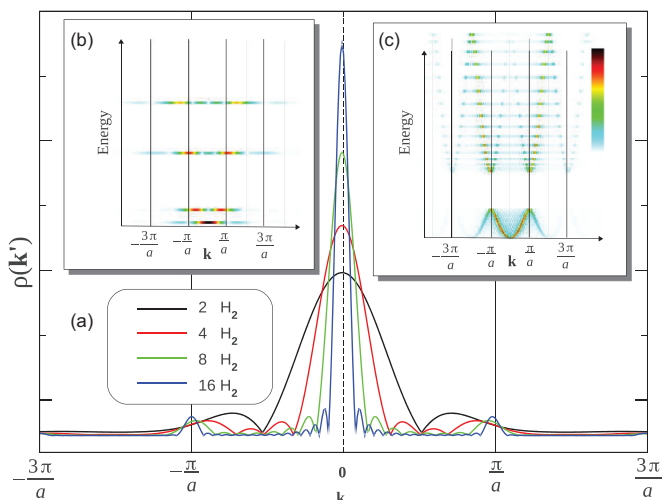 (b)
Energy
−3π/a
−π/a
π/a
3π/a
k
(c)
Energy
−3π/a
−π/a
π/a
3π/a
k
ρ(k')
(a)
2 H₂
4 H₂
8 H₂
16 H₂
−3π/a
−π/a
0
π/a
3π/a
k